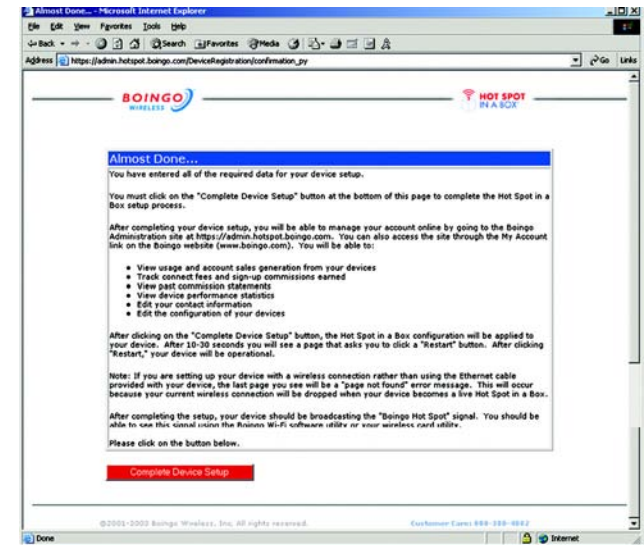 Almost Done... - Microsoft Internet Explorer
File Edit View Favorites Tools Help
Back Search Favorites Media
Address https://admin.hotspot.boingo.com/DeviceRegistration/confirmation_py Go Links
BOINGO
WIRELESS
HOT SPOT
IN A BOX
Almost Done...
You have entered all of the required data for your device setup.
You must click on the "Complete Device Setup" button at the bottom of this page to complete the Hot Spot in a
Box setup process.
After completing your device setup, you will be able to manage your account online by going to the Boingo
Administration site at https://admin.hotspot.boingo.com. You can also access the site through the My Account
link on the Boingo website (www.boingo.com). You will be able to:
• View usage and account sales generation from your devices
• Track connect fees and sign-up commissions earned
• View past commission statements
• View device performance statistics
• Edit your contact information
• Edit the configuration of your devices
After clicking on the "Complete Device Setup" button, the Hot Spot in a Box configuration will be applied to
your device. After 10-30 seconds you will see a page that asks you to click a "Restart" button. After clicking
"Restart," your device will be operational.
Note: If you are setting up your device with a wireless connection rather than using the Ethernet cable
provided with your device, the last page you see will be a "page not found" error message. This will occur
because your current wireless connection will be dropped when your device becomes a live Hot Spot in a Box.
After completing the setup, your device should be broadcasting the "Boingo Hot Spot" signal. You should be
able to see this signal using the Boingo Wi-Fi software utility or your wireless card utility.
Please click on the button below.
Complete Device Setup
©2001-2003 Boingo Wireless, Inc. All rights reserved. Customer Care:
Done Internet